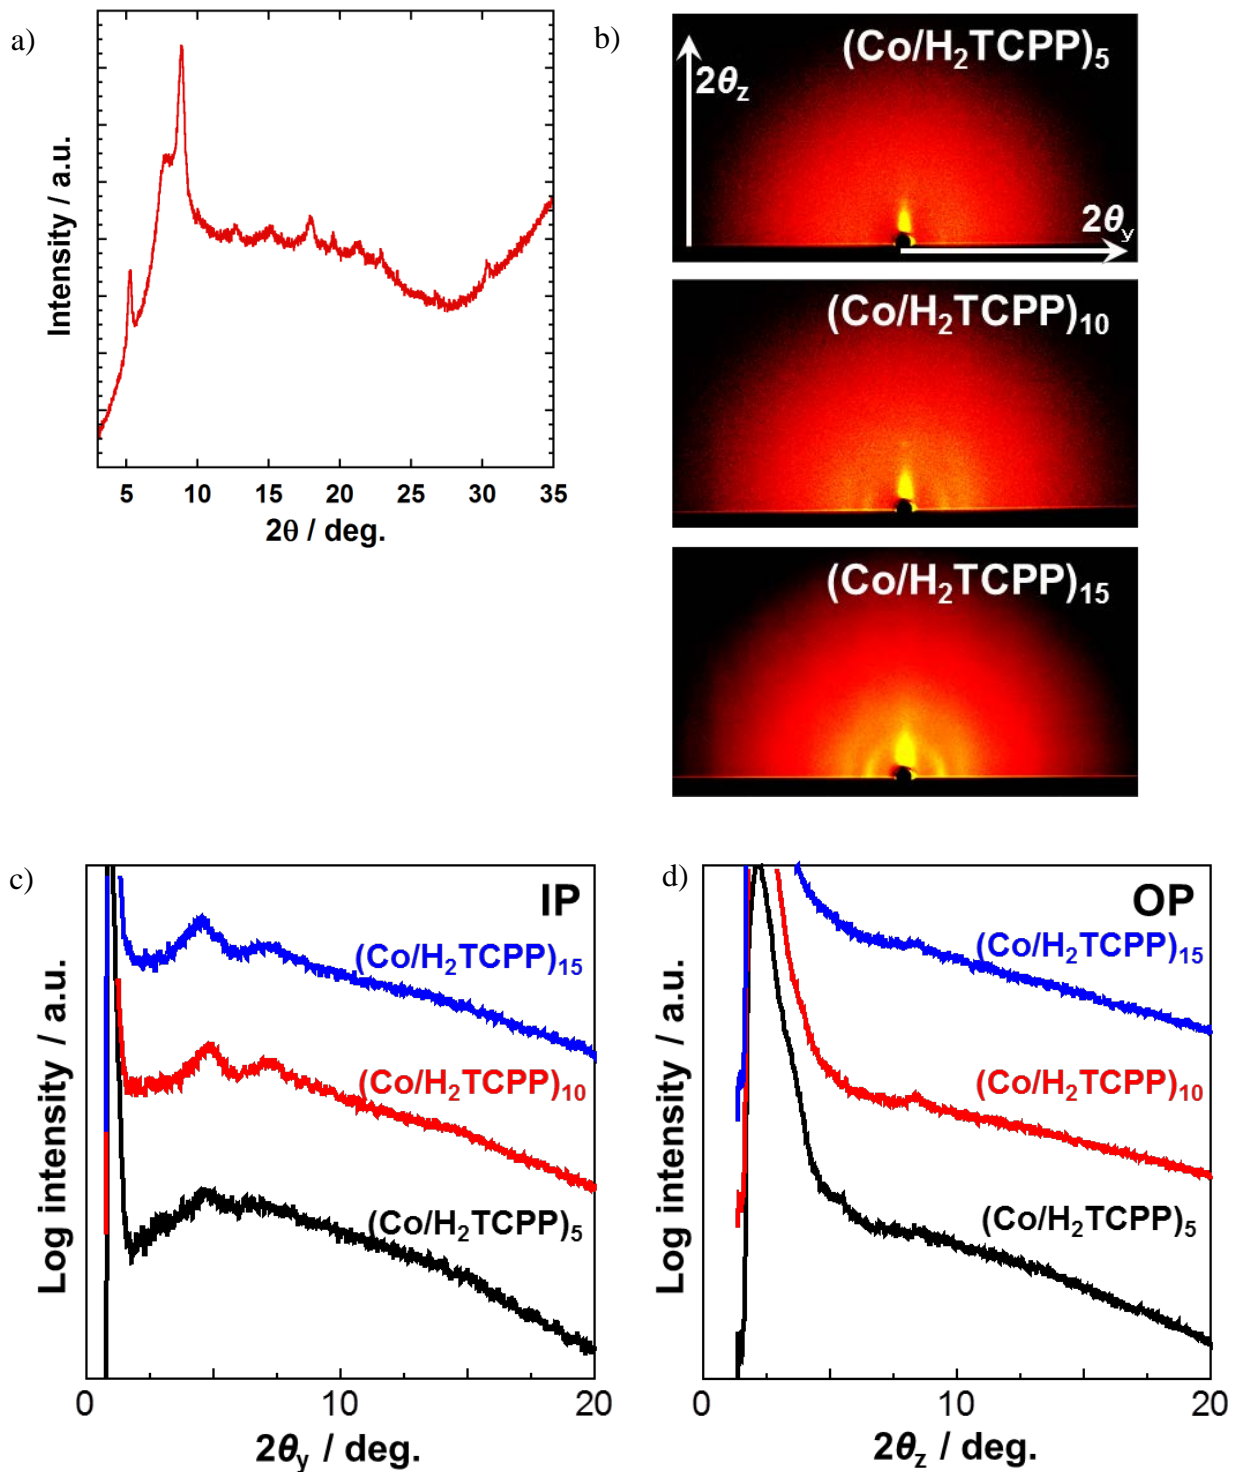 a)
Intensity / a.u.
5 10 15 20 25 30 35
2θ / deg.
b)
(Co/H₂TCPP)₅
2θz
2θy
(Co/H₂TCPP)₁₀
(Co/H₂TCPP)₁₅
c)
IP
(Co/H₂TCPP)₁₅
(Co/H₂TCPP)₁₀
(Co/H₂TCPP)₅
Log intensity / a.u.
0 10 20
2θy / deg.
d)
OP
(Co/H₂TCPP)₁₅
(Co/H₂TCPP)₁₀
(Co/H₂TCPP)₅
Log intensity / a.u.
0 10 20
2θz / deg.